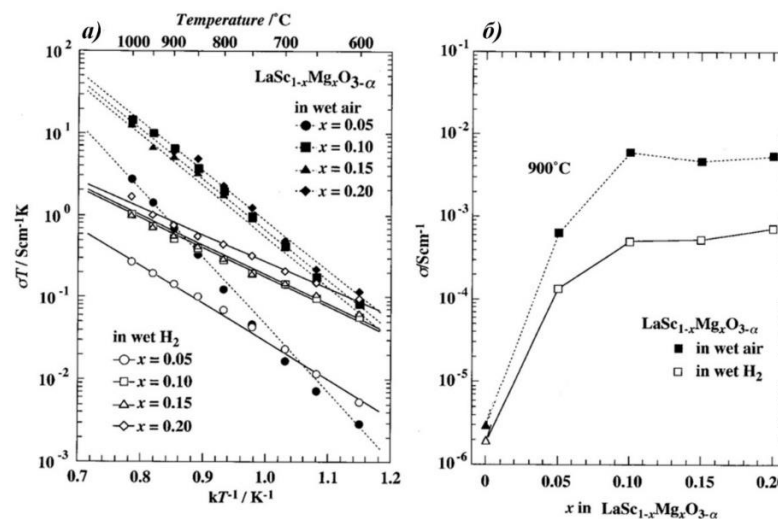 a)
Temperature /°C
1000 900 800 700 600
LaSc1-xMgxO3-α
in wet air
x = 0.05
x = 0.10
x = 0.15
x = 0.20
in wet H2
x = 0.05
x = 0.10
x = 0.15
x = 0.20
σT / Scm-1K
10^2
10^1
10^0
10^-1
10^-2
10^-3
0.7 0.8 0.9 1.0 1.1 1.2
kT-1 / K-1
б)
900°C
LaSc1-xMgxO3-α
in wet air
in wet H2
σ/Scm-1
10^-1
10^-2
10^-3
10^-4
10^-5
10^-6
0 0.05 0.10 0.15 0.20
x in LaSc1-xMgxO3-α